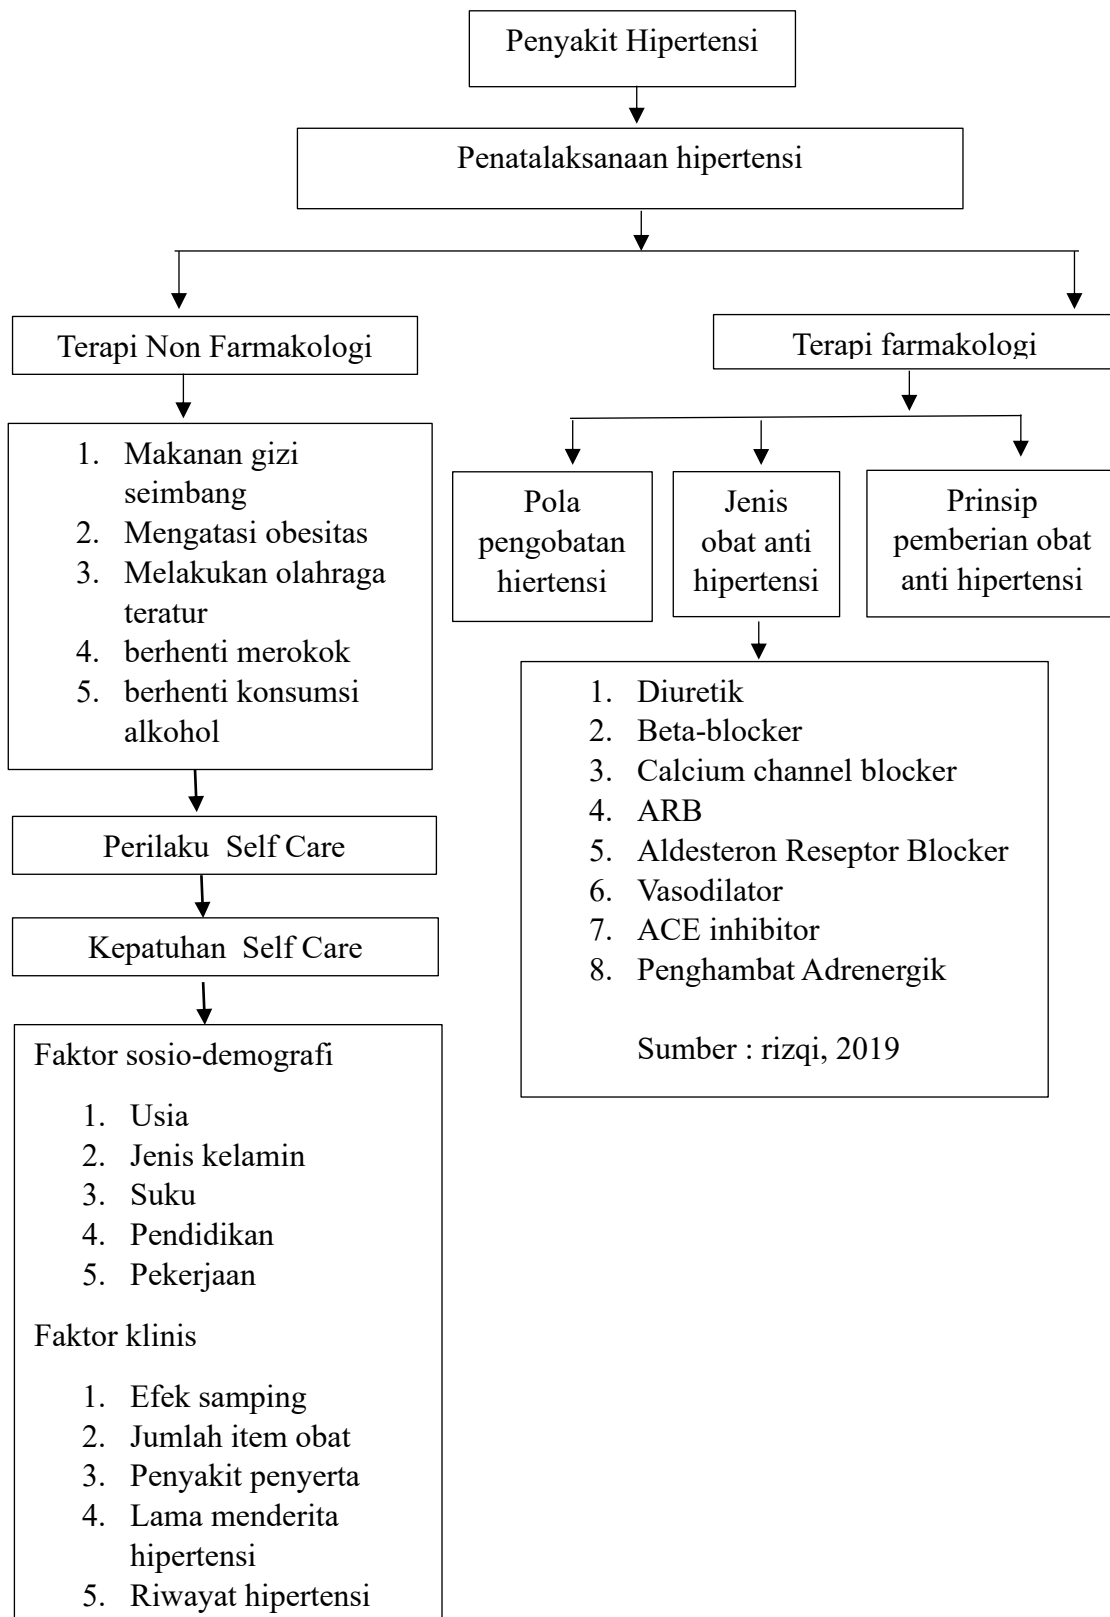 Penyakit Hipertensi
Penatalaksanaan hipertensi
Terapi Non Farmakologi
Terapi farmakologi
1. Makanan gizi
seimbang
2. Mengatasi obesitas
3. Melakukan olahraga
teratur
4. berhenti merokok
5. berhenti konsumsi
alkohol
Pola
pengobatan
hiertensi
Jenis
obat anti
hipertensi
Prinsip
pemberian obat
anti hipertensi
1. Diuretik
2. Beta-blocker
3. Calcium channel blocker
4. ARB
5. Aldesteron Reseptor Blocker
6. Vasodilator
7. ACE inhibitor
8. Penghambat Adrenergik
Sumber : rizqi, 2019
Perilaku Self Care
Kepatuhan Self Care
Faktor sosio-demografi
1. Usia
2. Jenis kelamin
3. Suku
4. Pendidikan
5. Pekerjaan
Faktor klinis
1. Efek samping
2. Jumlah item obat
3. Penyakit penyerta
4. Lama menderita
hipertensi
5. Riwayat hipertensi